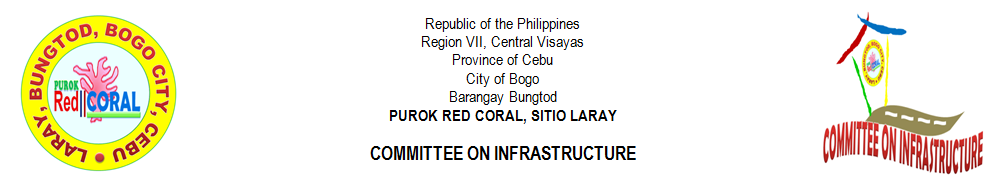 LARAY, BUNGTOD, BOGO CITY, CEBU
PUROK
Red||CORAL
Republic of the Philippines
Region VII, Central Visayas
Province of Cebu
City of Bogo
Barangay Bungtod
PUROK RED CORAL, SITIO LARAY
COMMITTEE ON INFRASTRUCTURE
COMMITTEE ON INFRASTRUCTURE